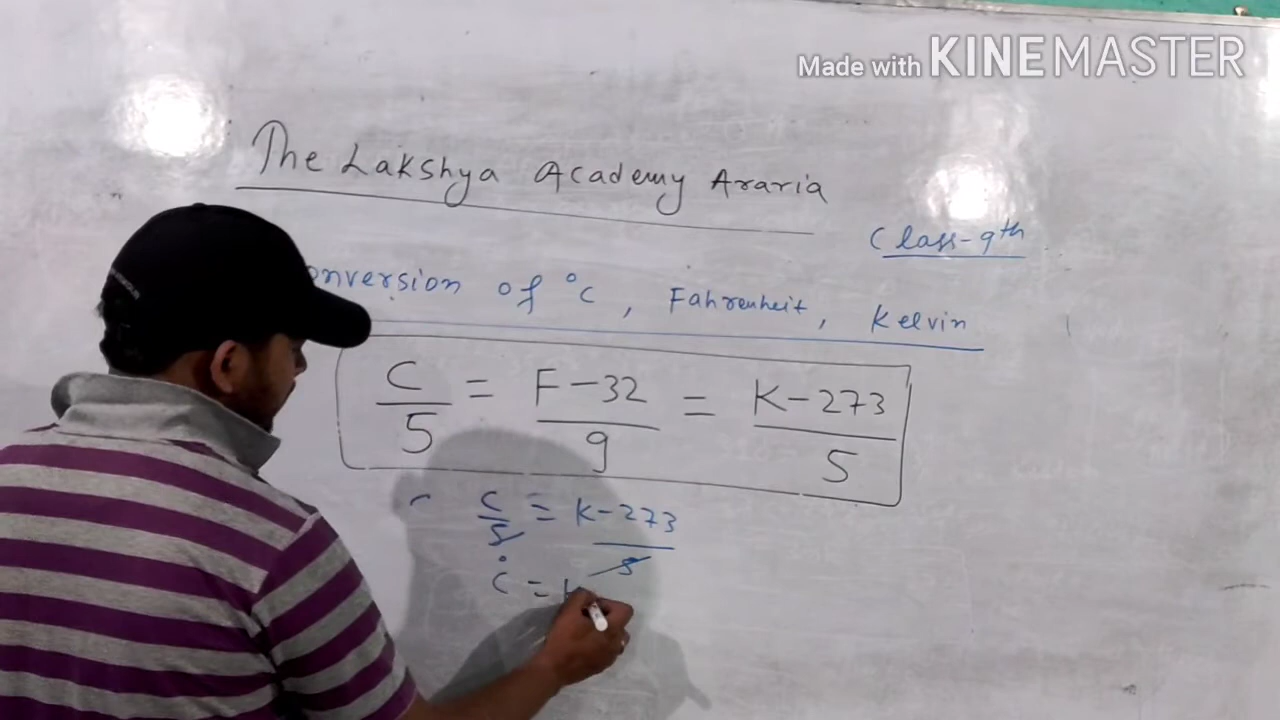 Made with KINEMASTER
The Lakshya Academy Araria
Class-9th
onversion of °C, Fahrenheit, Kelvin
C/5 = F-32/9 = K-273/5
C/5 = K-273/5
°C = K